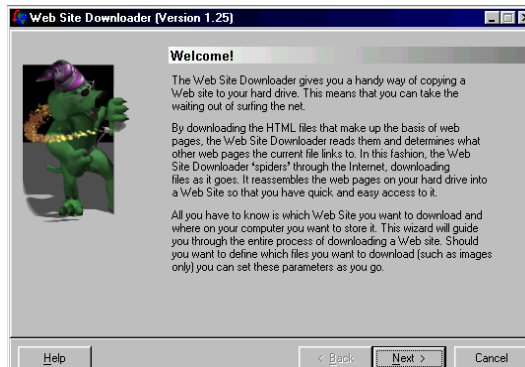 Web Site Downloader (Version 1.25)
Welcome!
The Web Site Downloader gives you a handy way of copying a
Web site to your hard drive. This means that you can take the
waiting out of surfing the net.
By downloading the HTML files that make up the basis of web
pages, the Web Site Downloader reads them and determines what
other web pages the current file links to. In this fashion, the Web
Site Downloader "spiders" through the Internet, downloading
files as it goes. It reassembles the web pages on your hard drive into
a Web Site so that you have quick and easy access to it.
All you have to know is which Web Site you want to download and
where on your computer you want to store it. This wizard will guide
you through the entire process of downloading a Web site. Should
you want to define which files you want to download (such as images
only) you can set these parameters as you go.
Help
< Back
Next >
Cancel